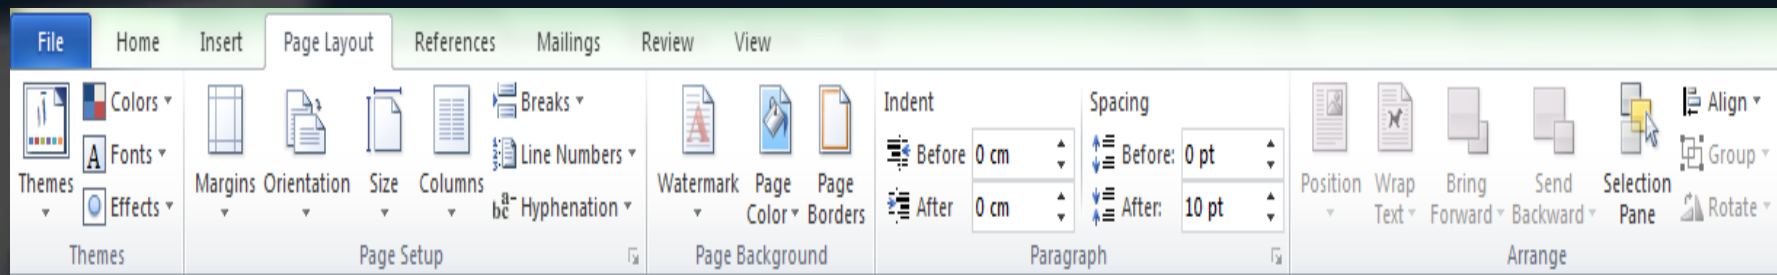 File Home Insert Page Layout References Mailings Review View
Themes
Colors
Fonts
Effects
Themes
Margins
Orientation
Size
Columns
Breaks
Line Numbers
Hyphenation
Page Setup
Watermark
Page
Color
Page
Borders
Page Background
Indent
Before 0 cm
After 0 cm
Spacing
Before: 0 pt
After: 10 pt
Paragraph
Position
Wrap
Text
Bring
Forward
Send
Backward
Selection
Pane
Align
Group
Rotate
Arrange